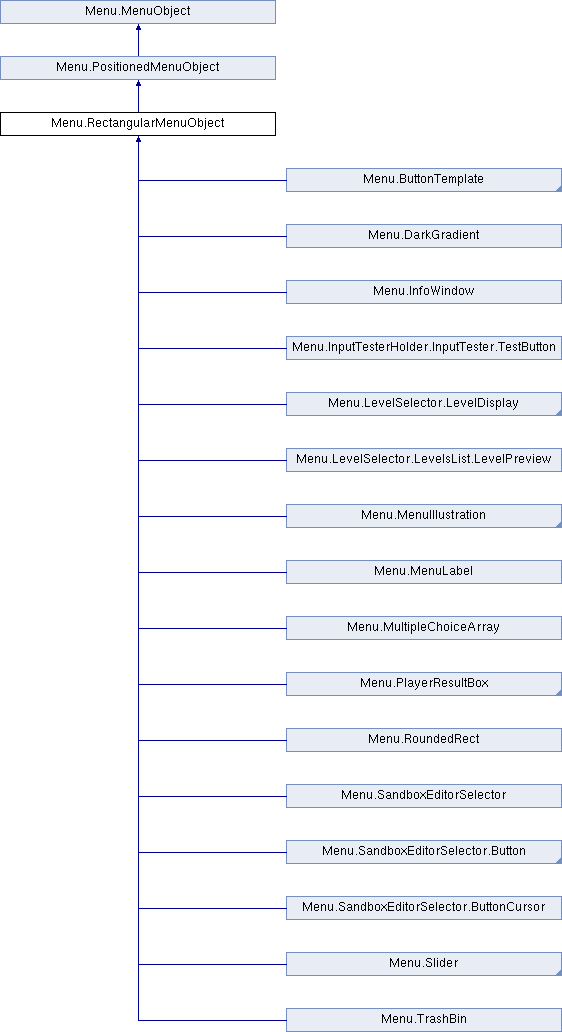 Menu.MenuObject
Menu.PositionedMenuObject
Menu.RectangularMenuObject
Menu.ButtonTemplate
Menu.DarkGradient
Menu.InfoWindow
Menu.InputTesterHolder.InputTester.TestButton
Menu.LevelSelector.LevelDisplay
Menu.LevelSelector.LevelsList.LevelPreview
Menu.MenuIllustration
Menu.MenuLabel
Menu.MultipleChoiceArray
Menu.PlayerResultBox
Menu.RoundedRect
Menu.SandboxEditorSelector
Menu.SandboxEditorSelector.Button
Menu.SandboxEditorSelector.ButtonCursor
Menu.Slider
Menu.TrashBin